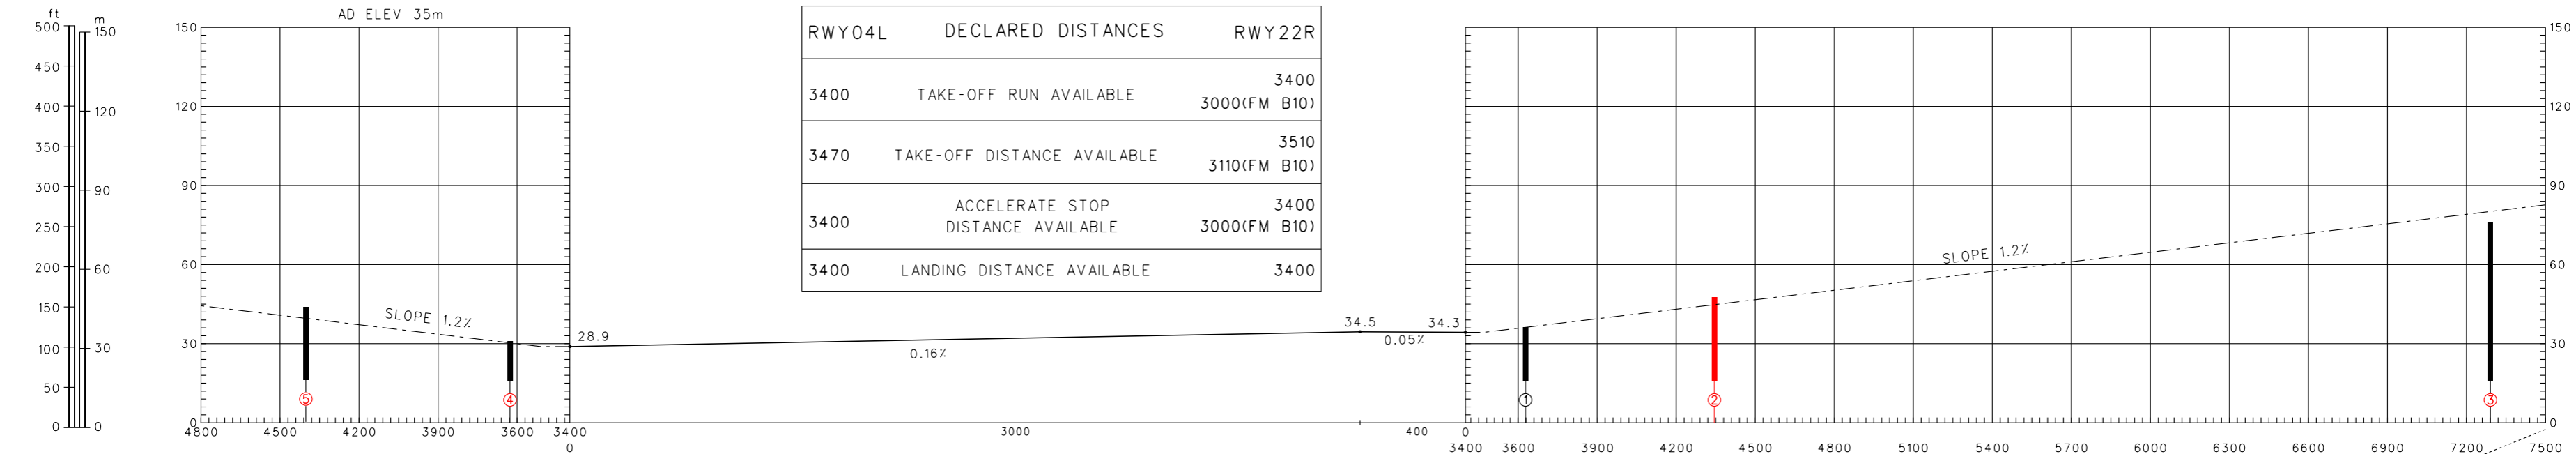 AD ELEV 35m
ft
m
500
450
400
350
300
250
200
150
100
50
0
150
120
90
60
30
0
150
120
90
60
30
0
SLOPE 1.2%
⑤
④
4800 4500 4200 3900 3600 3400
0
RWY04L DECLARED DISTANCES RWY22R
3400 TAKE-OFF RUN AVAILABLE 3400
3000(FM B10)
3470 TAKE-OFF DISTANCE AVAILABLE 3510
3110(FM B10)
3400 ACCELERATE STOP DISTANCE AVAILABLE 3400
3000(FM B10)
3400 LANDING DISTANCE AVAILABLE 3400
28.9
0.16%
34.5
34.3
0.05%
3000
400
0
SLOPE 1.2%
①
②
③
3400 3600 3900 4200 4500 4800 5100 5400 5700 6000 6300 6600 6900 7200 7500
150
120
90
60
30
0